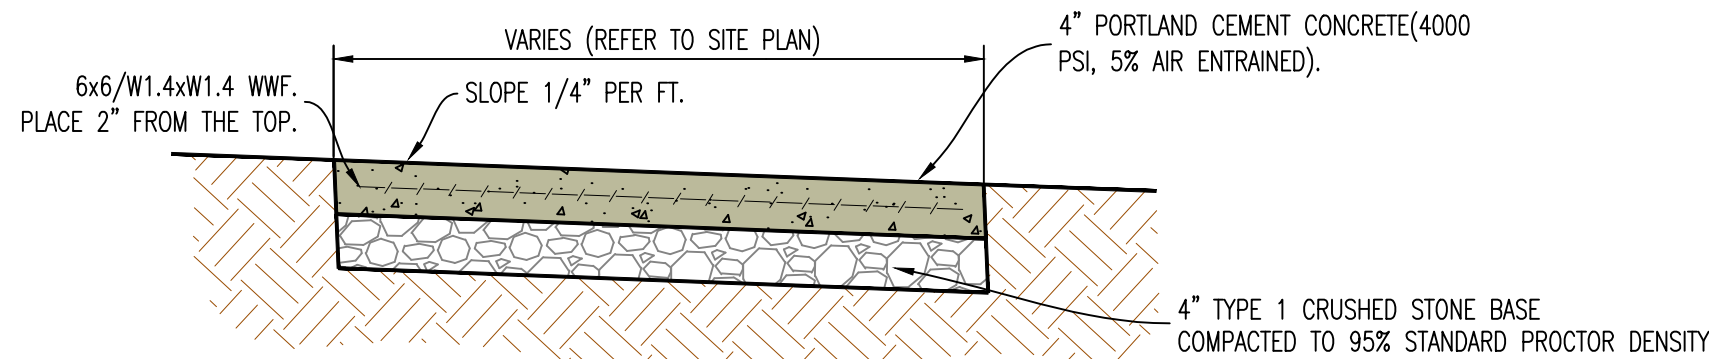 VARIES (REFER TO SITE PLAN)
4" PORTLAND CEMENT CONCRETE(4000
PSI, 5% AIR ENTRAINED).
6x6/W1.4xW1.4 WWF.
PLACE 2" FROM THE TOP.
SLOPE 1/4" PER FT.
4" TYPE 1 CRUSHED STONE BASE
COMPACTED TO 95% STANDARD PROCTOR DENSITY